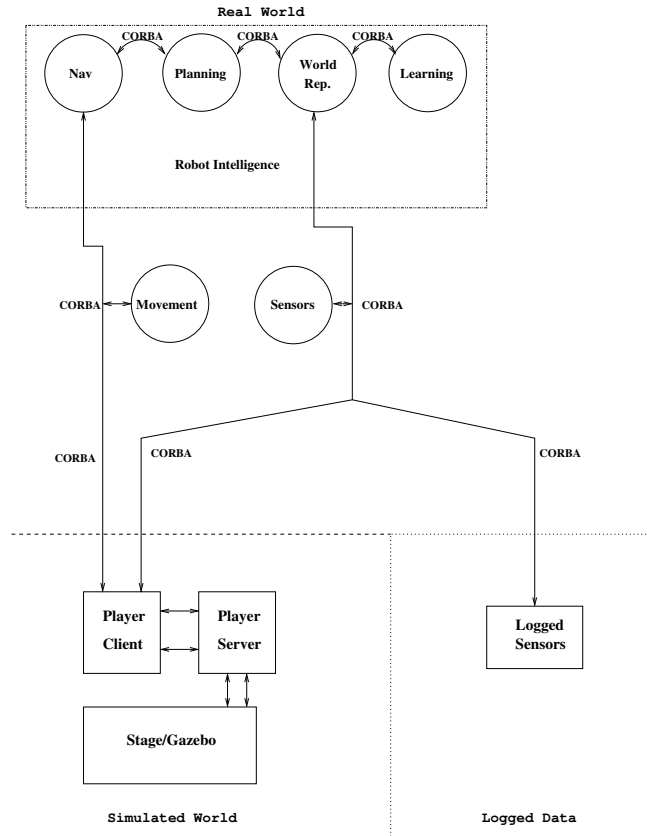 Real World
CORBA
CORBA
CORBA
Nav
Planning
World
Rep.
Learning
Robot Intelligence
CORBA
Movement
Sensors
CORBA
CORBA
CORBA
CORBA
Player
Client
Player
Server
Logged
Sensors
Stage/Gazebo
Simulated World
Logged Data